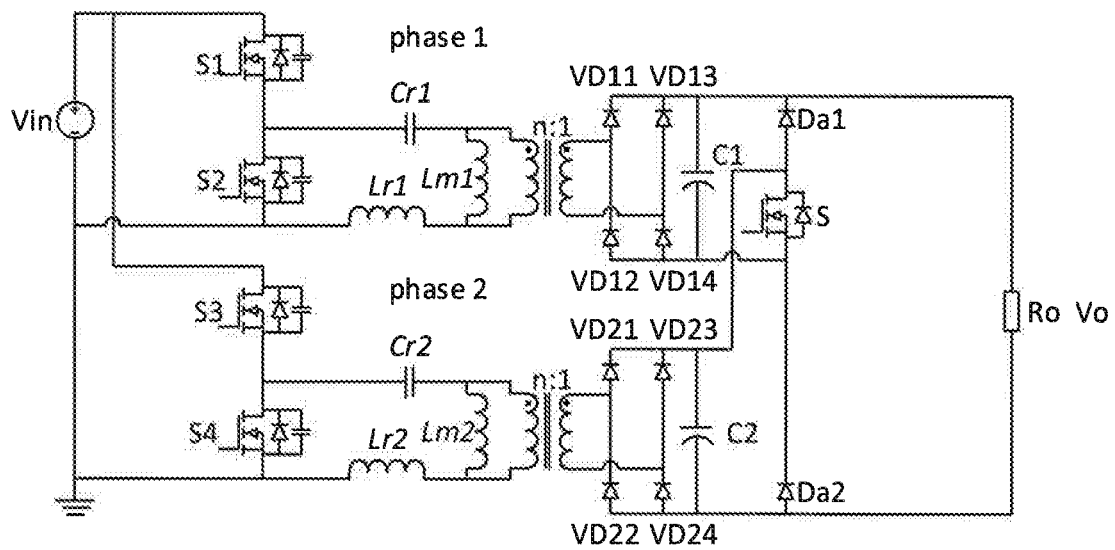 phase 1
S1
VD11 VD13
Cr1
Da1
Vin
n:1
C1
S2
Lr1
Lm1
S
VD12 VD14
phase 2
S3
VD21 VD23
Ro Vo
Cr2
n:1
S4
Lr2
Lm2
C2
Da2
VD22 VD24